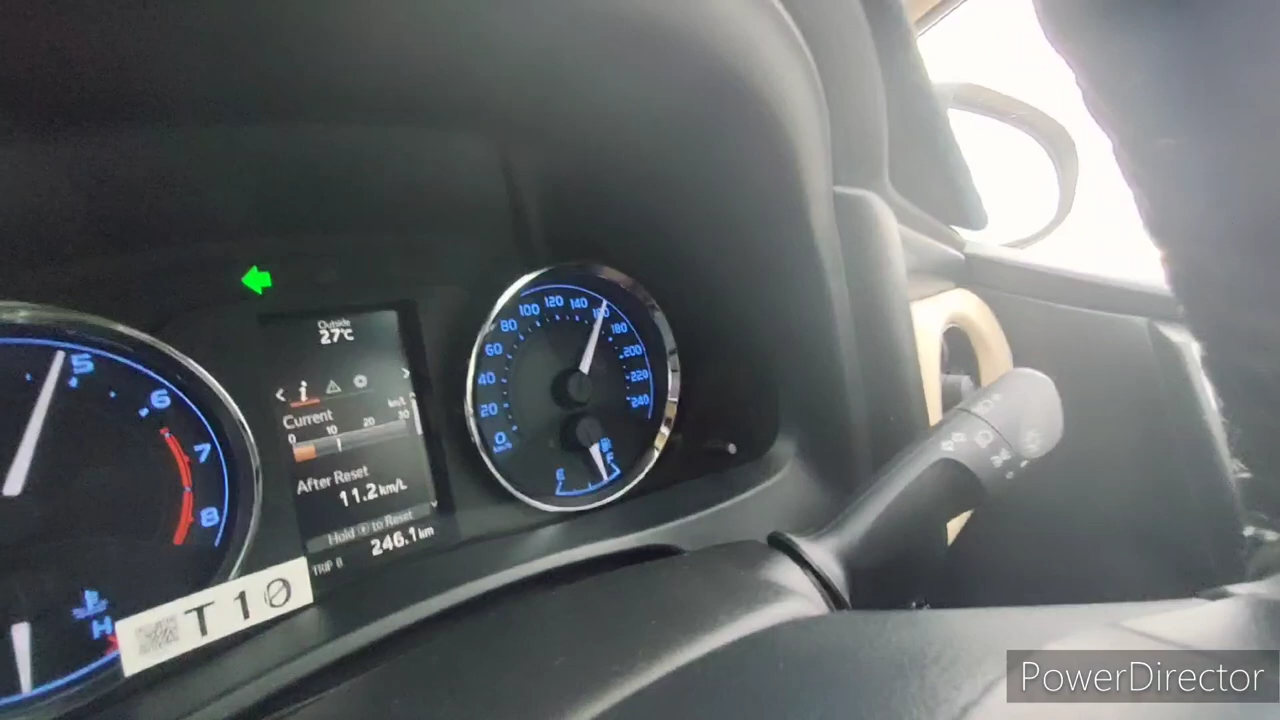 Outside
27°C
< i >
Current
km/L
0 10 20 30
After Reset
11.2 km/L
Hold to Reset
246.1 km
TRIP B
5
6
7
8
H
T 1 0
0 20 40 60 80 100 120 140 160 180 200 220 240
km/h
E F
PowerDirector